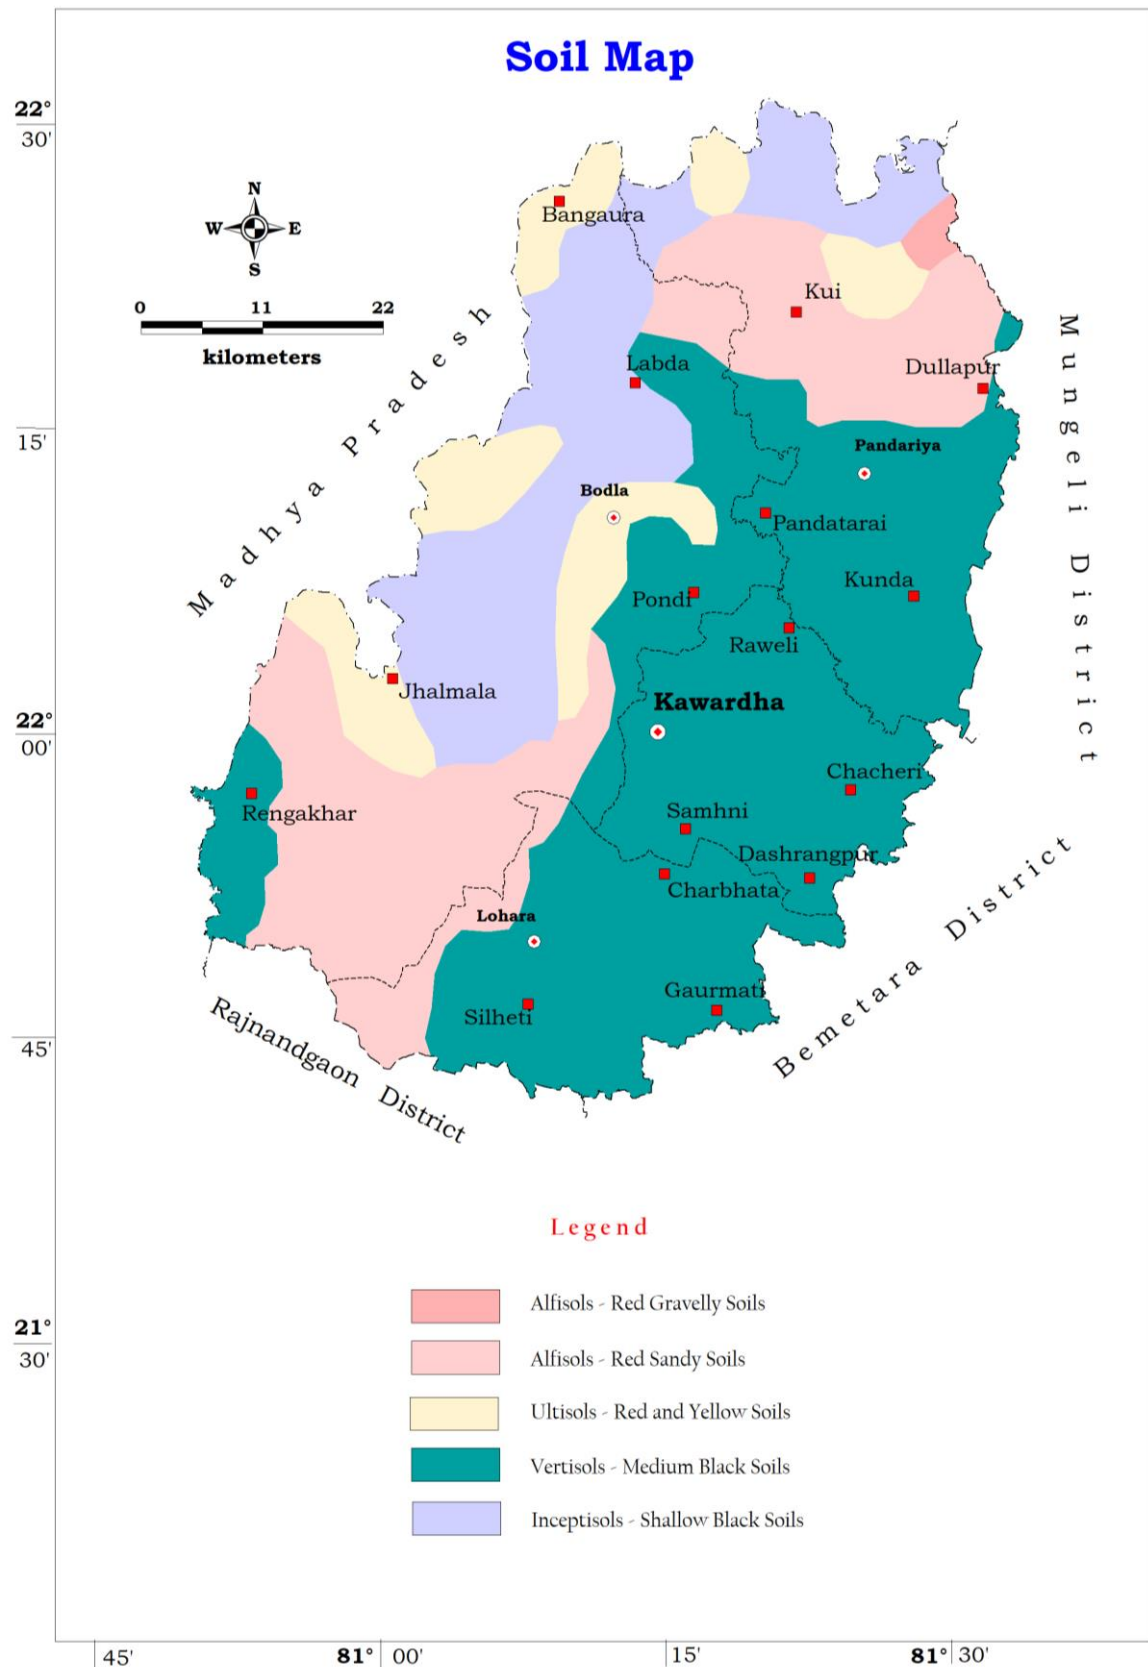 Soil Map
22°
30'
N
W E
S
0 11 22
kilometers
Bangaura
Kui
Labda
Dullapur
Madhya Pradesh
Mungeli District
15'
Pandariya
Bodla
Pandatarai
Kunda
Pondi
Raweli
Jhalmala
Kawardha
22°
00'
Chacheri
Rengakhar
Samhni
Dashrangpur
Charbhata
Lohara
Gaurmati
Silheti
Rajnandgaon District
Bemetara District
45'
Legend
Alfisols - Red Gravelly Soils
21°
30'
Alfisols - Red Sandy Soils
Ultisols - Red and Yellow Soils
Vertisols - Medium Black Soils
Inceptisols - Shallow Black Soils
45' 81° 00' 15' 81° 30'